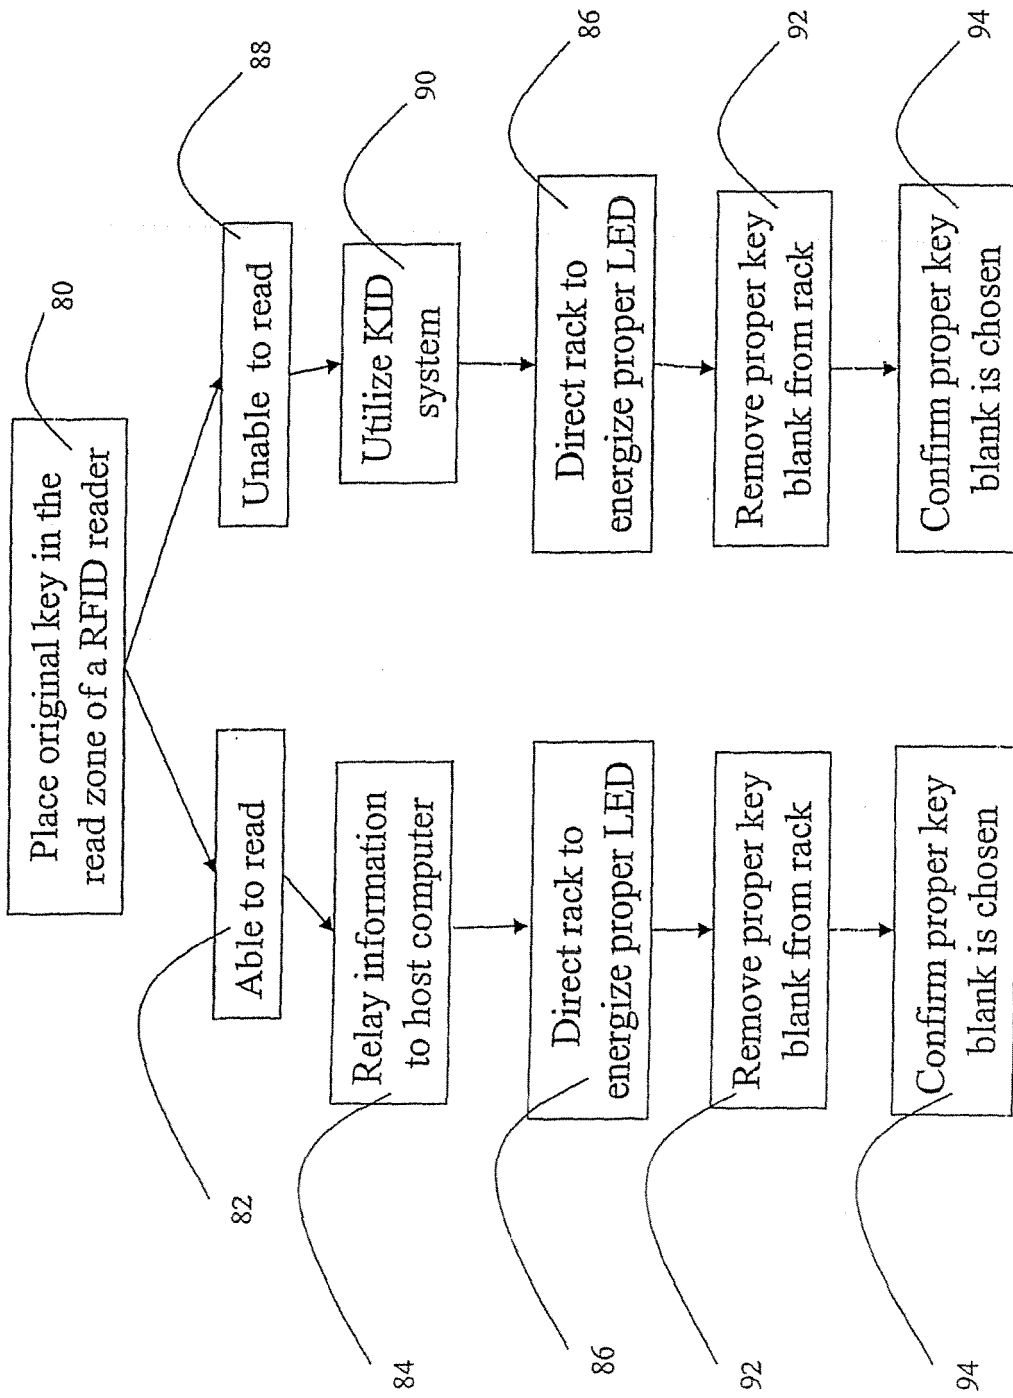 Place original key in the
read zone of a RFID reader
80
Able to read
82
Unable to read
88
Relay information
to host computer
84
Utilize KID
system
90
Direct rack to
energize proper LED
86
Direct rack to
energize proper LED
86
Remove proper key
blank from rack
92
Remove proper key
blank from rack
92
Confirm proper key
blank is chosen
94
Confirm proper key
blank is chosen
94